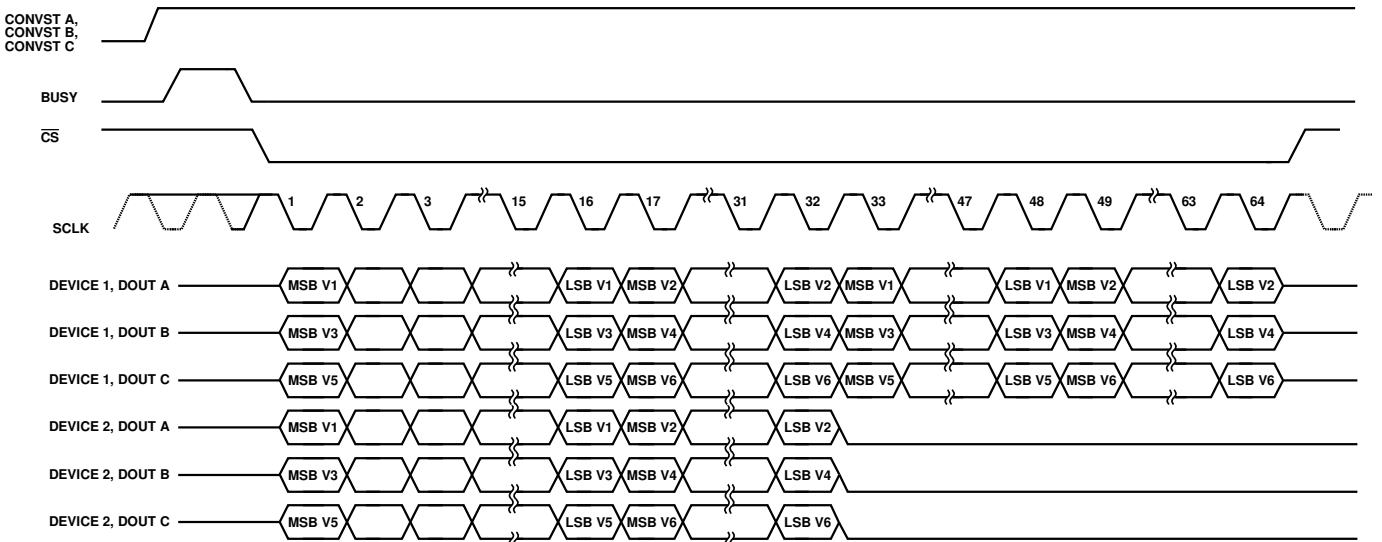 CONVST A,
CONVST B,
CONVST C
BUSY
CS
SCLK
1 2 3 15 16 17 31 32 33 47 48 49 63 64
DEVICE 1, DOUT A MSB V1 LSB V1 MSB V2 LSB V2 MSB V1 LSB V1 MSB V2 LSB V2
DEVICE 1, DOUT B MSB V3 LSB V3 MSB V4 LSB V4 MSB V3 LSB V3 MSB V4 LSB V4
DEVICE 1, DOUT C MSB V5 LSB V5 MSB V6 LSB V6 MSB V5 LSB V5 MSB V6 LSB V6
DEVICE 2, DOUT A MSB V1 LSB V1 MSB V2 LSB V2
DEVICE 2, DOUT B MSB V3 LSB V3 MSB V4 LSB V4
DEVICE 2, DOUT C MSB V5 LSB V5 MSB V6 LSB V6